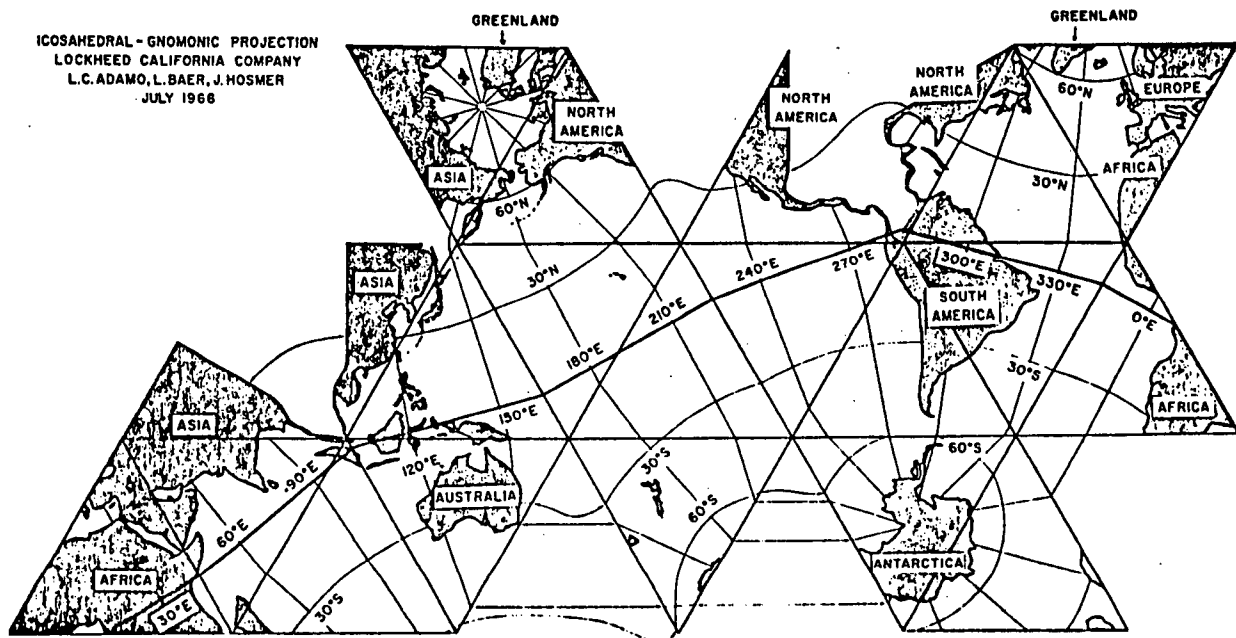 ICOSAHEDRAL - GNOMONIC PROJECTION
LOCKHEED CALIFORNIA COMPANY
L.C. ADAMO, L. BAER, J. HOSMER
JULY 1966
GREENLAND
GREENLAND
NORTH
AMERICA
NORTH
AMERICA
NORTH
AMERICA
60°N
EUROPE
ASIA
60°N
30°N
AFRICA
ASIA
30°N
240°E
270°E
300°E
330°E
210°E
SOUTH
AMERICA
0°E
180°E
150°E
30°S
AFRICA
ASIA
120°E
90°E
AUSTRALIA
30°S
60°S
60°S
60°E
AFRICA
30°E
30°S
ANTARCTICA